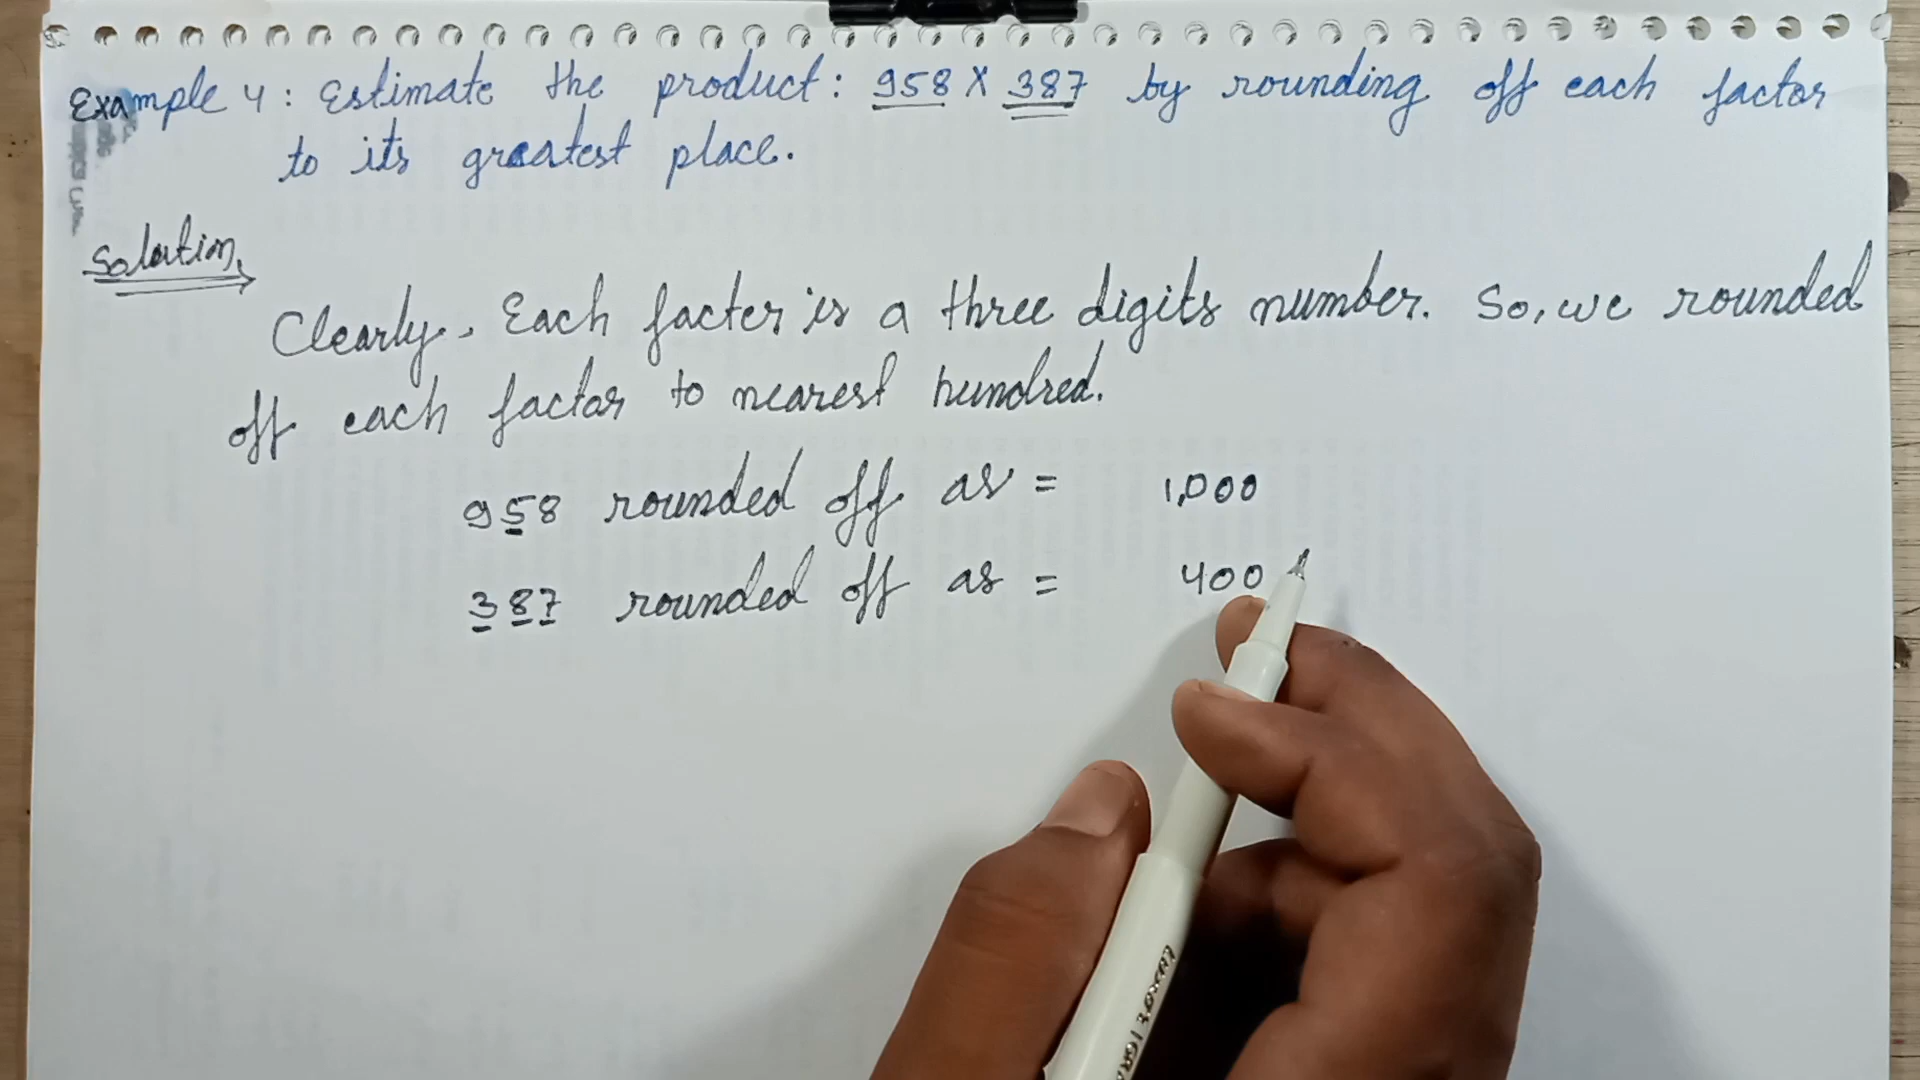 Example 4: Estimate the product: 958 X 387 by rounding off each factor
to its greatest place.
Solution,
Clearly, Each facter is a three digits number. So, we rounded
off each factor to nearest hundred.
958 rounded off as = 1,000
387 rounded off as = 400